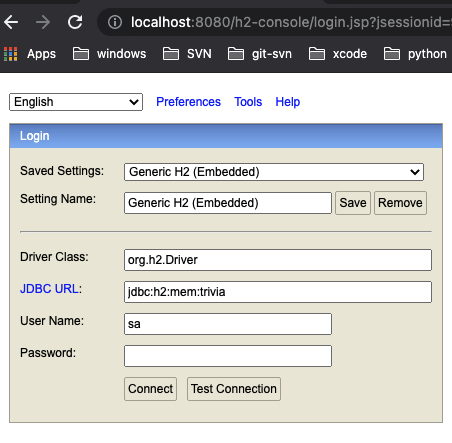 localhost:8080/h2-console/login.jsp?jsessionid=
Apps windows SVN git-svn xcode python
English Preferences Tools Help
Login
Saved Settings: Generic H2 (Embedded)
Setting Name: Generic H2 (Embedded) Save Remove
Driver Class: org.h2.Driver
JDBC URL: jdbc:h2:mem:trivia
User Name: sa
Password:
Connect Test Connection